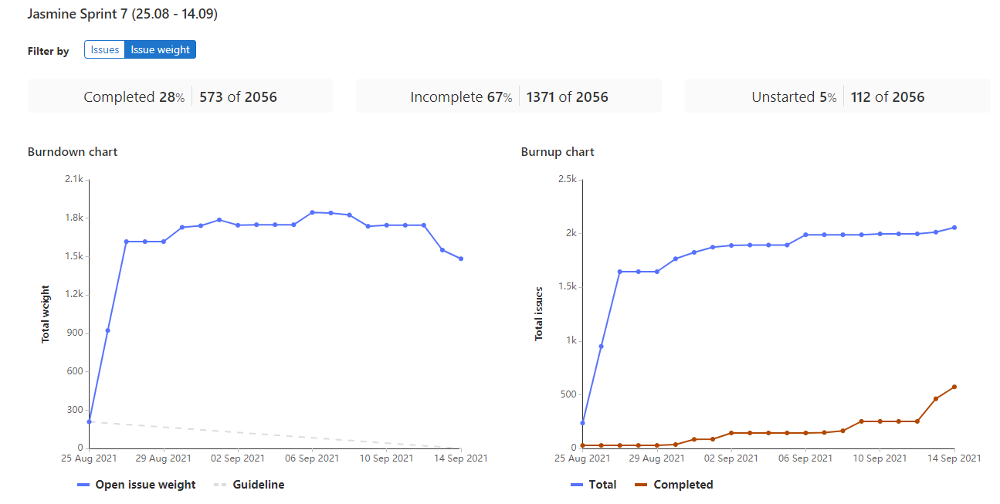 Jasmine Sprint 7 (25.08 - 14.09)
Filter by Issues Issue weight
Completed 28% 573 of 2056
Incomplete 67% 1371 of 2056
Unstarted 5% 112 of 2056
Burndown chart
2.1k
1.8k
1.5k
1.2k
900
600
300
0
Total weight
25 Aug 2021 29 Aug 2021 02 Sep 2021 06 Sep 2021 10 Sep 2021 14 Sep 2021
Open issue weight Guideline
Burnup chart
2.5k
2k
1.5k
1k
500
0
Total issues
25 Aug 2021 29 Aug 2021 02 Sep 2021 06 Sep 2021 10 Sep 2021 14 Sep 2021
Total Completed